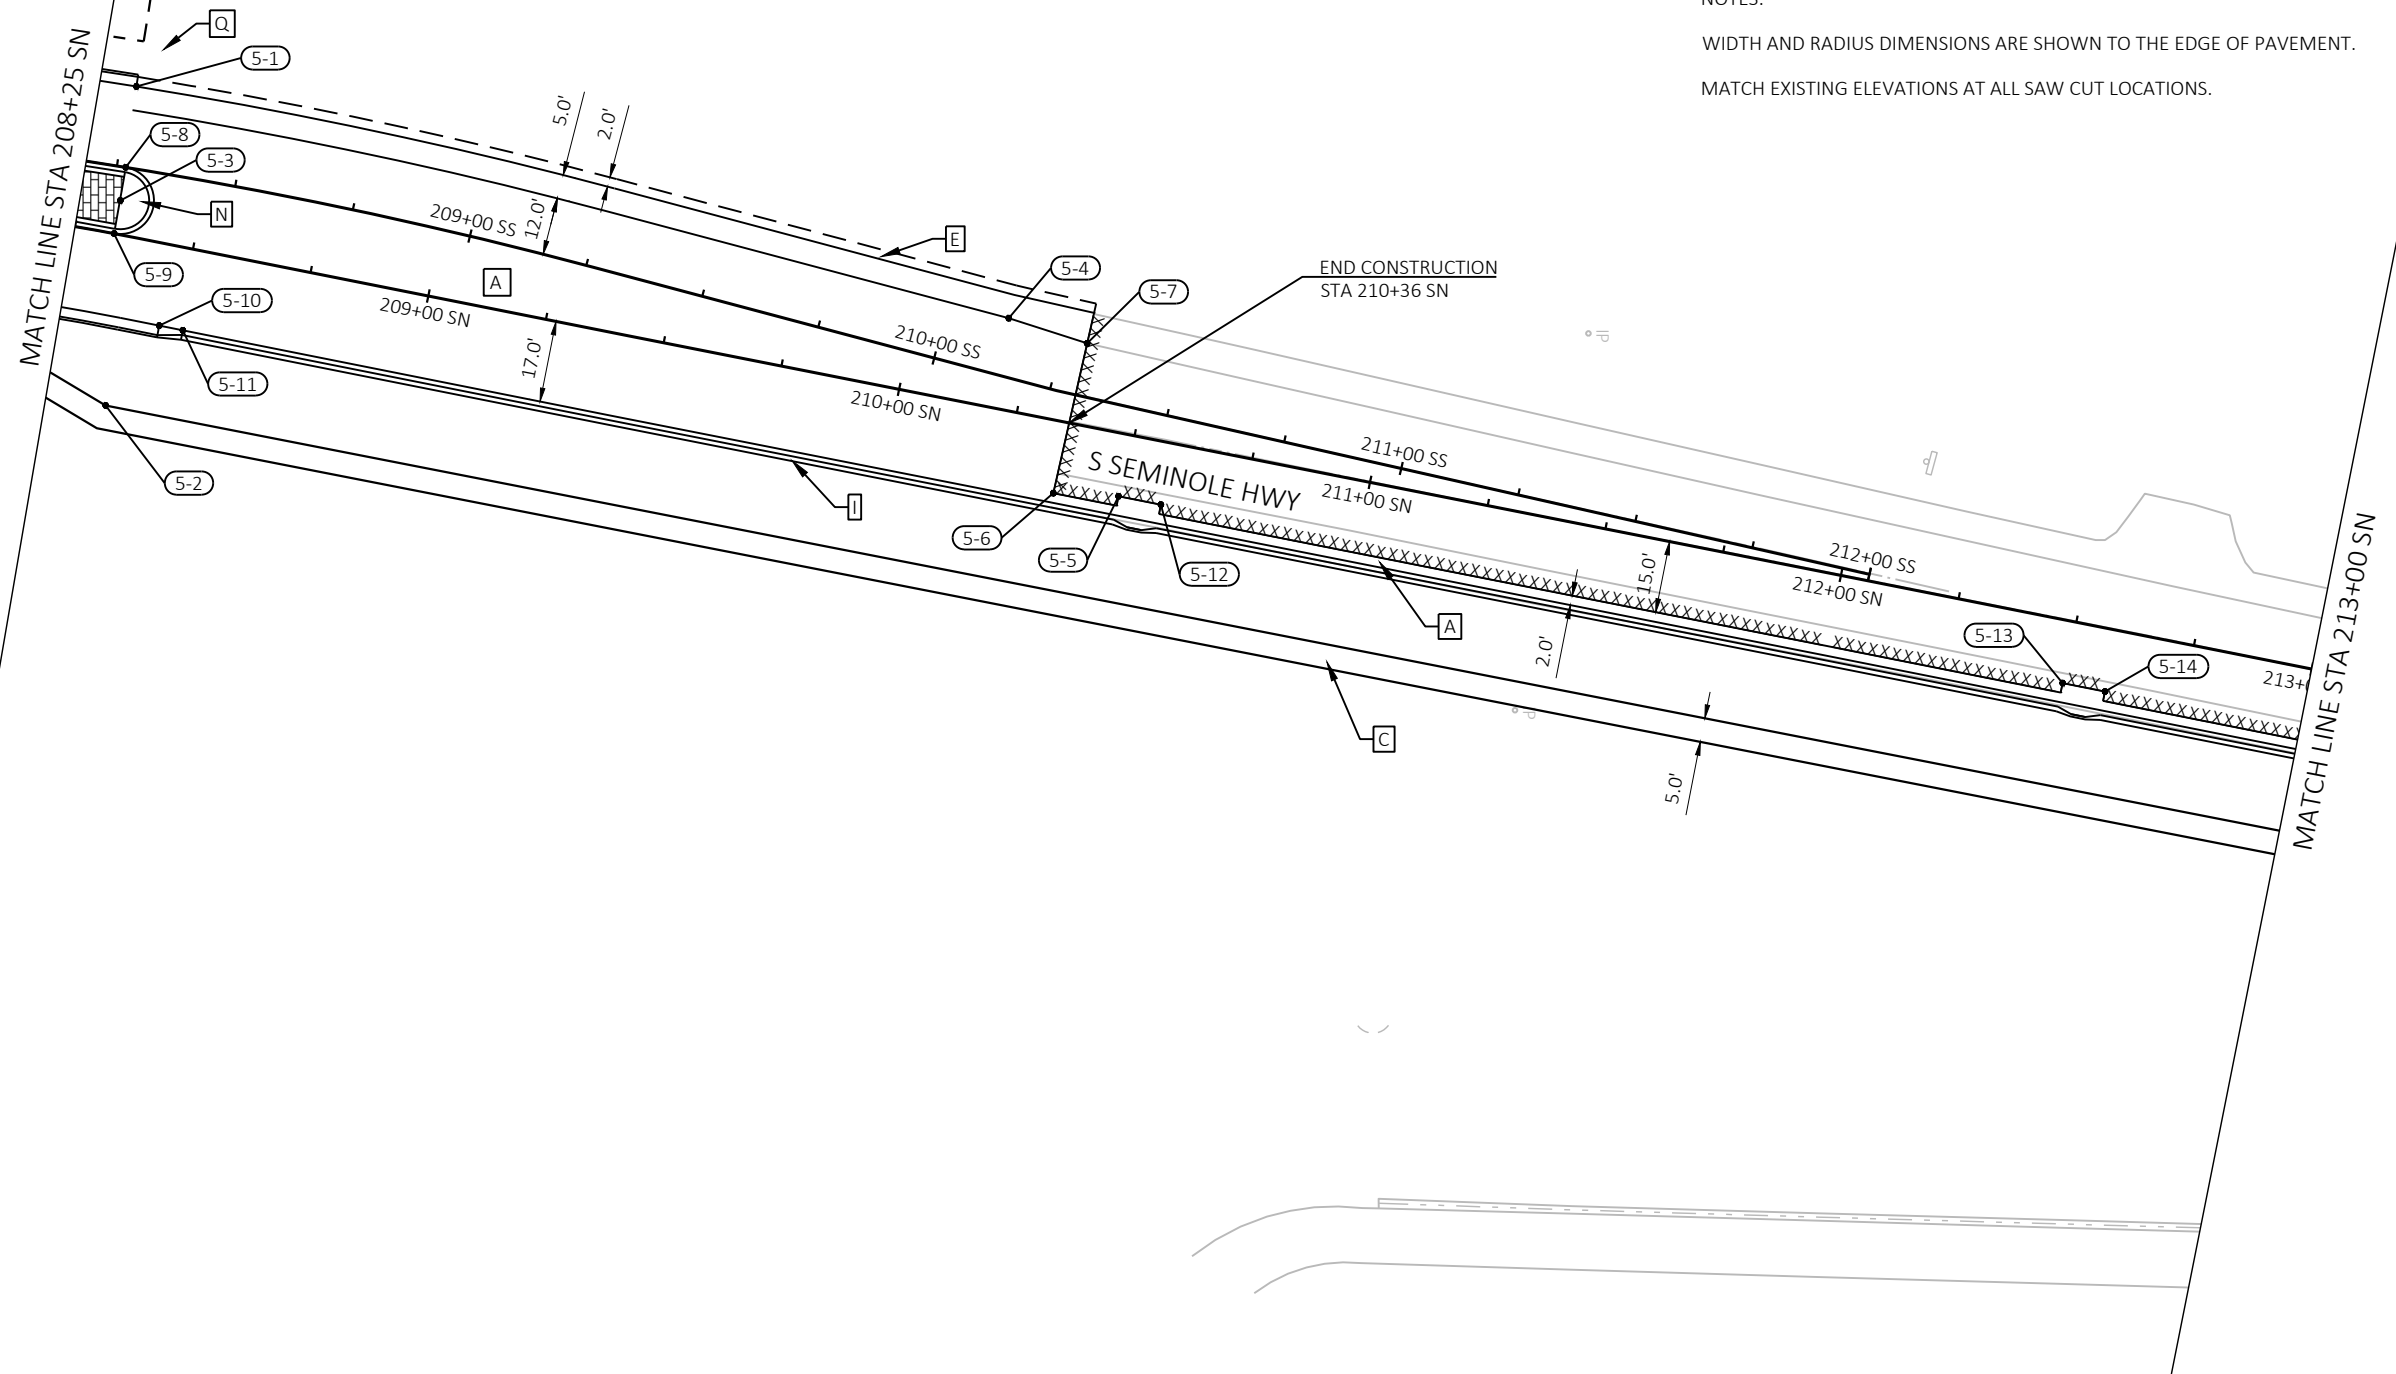 NOTES:
WIDTH AND RADIUS DIMENSIONS ARE SHOWN TO THE EDGE OF PAVEMENT.
MATCH EXISTING ELEVATIONS AT ALL SAW CUT LOCATIONS.
Q
5-1
MATCH LINE STA 208+25 SN
5-8
5-3
N
5-9
5.0'
2.0'
12.0'
209+00 SS
A
209+00 SN
5-10
5-11
17.0'
5-2
E
5-4
5-7
END CONSTRUCTION
STA 210+36 SN
210+00 SS
210+00 SN
I
S SEMINOLE HWY
211+00 SS
211+00 SN
5-6
5-5
5-12
A
2.0'
15.0'
212+00 SS
212+00 SN
5-13
5-14
213+
C
5.0'
MATCH LINE STA 213+00 SN